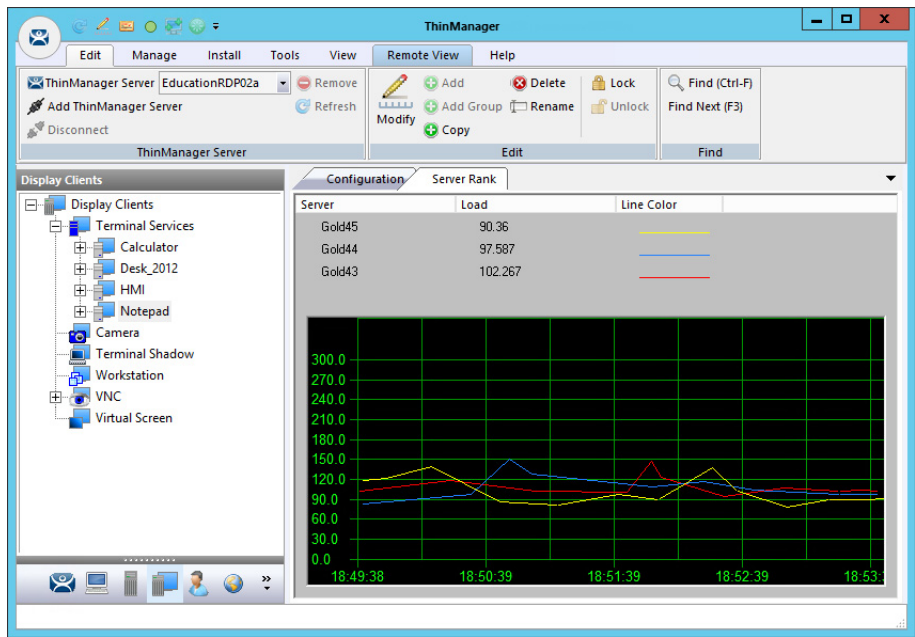 ThinManager
Edit Manage Install Tools View Remote View Help
ThinManager Server EducationRDP02a Remove
Add ThinManager Server Refresh
Disconnect
ThinManager Server
Modify
Add Delete Lock Find (Ctrl-F)
Add Group Rename Unlock Find Next (F3)
Copy
Edit Find
Display Clients
Display Clients
Terminal Services
Calculator
Desk_2012
HMI
Notepad
Camera
Terminal Shadow
Workstation
VNC
Virtual Screen
Configuration Server Rank
Server Load Line Color
Gold45 90.36
Gold44 97.587
Gold43 102.267
300.0
270.0
240.0
210.0
180.0
150.0
120.0
90.0
60.0
30.0
0.0
18:49:38 18:50:39 18:51:39 18:52:39 18:53: